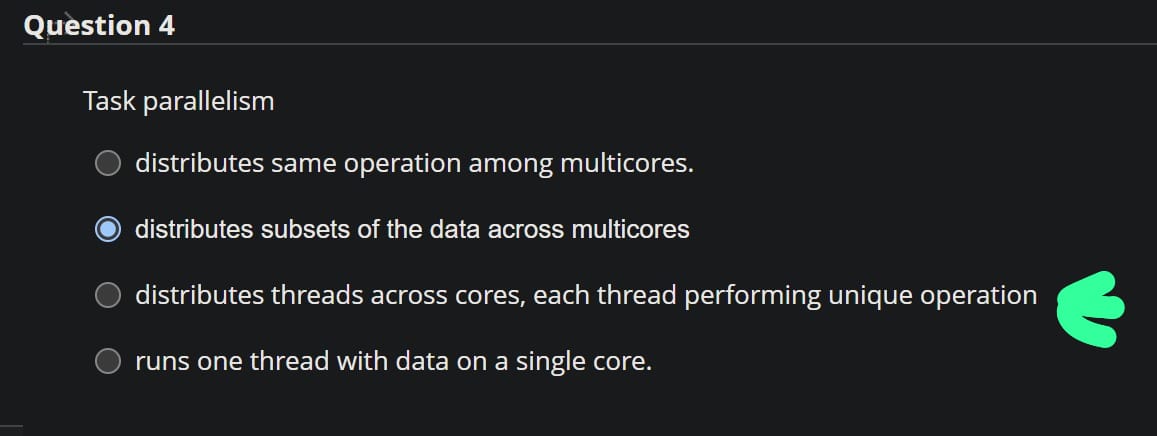 Question 4
Task parallelism
distributes same operation among multicores.
distributes subsets of the data across multicores
distributes threads across cores, each thread performing unique operation
runs one thread with data on a single core.